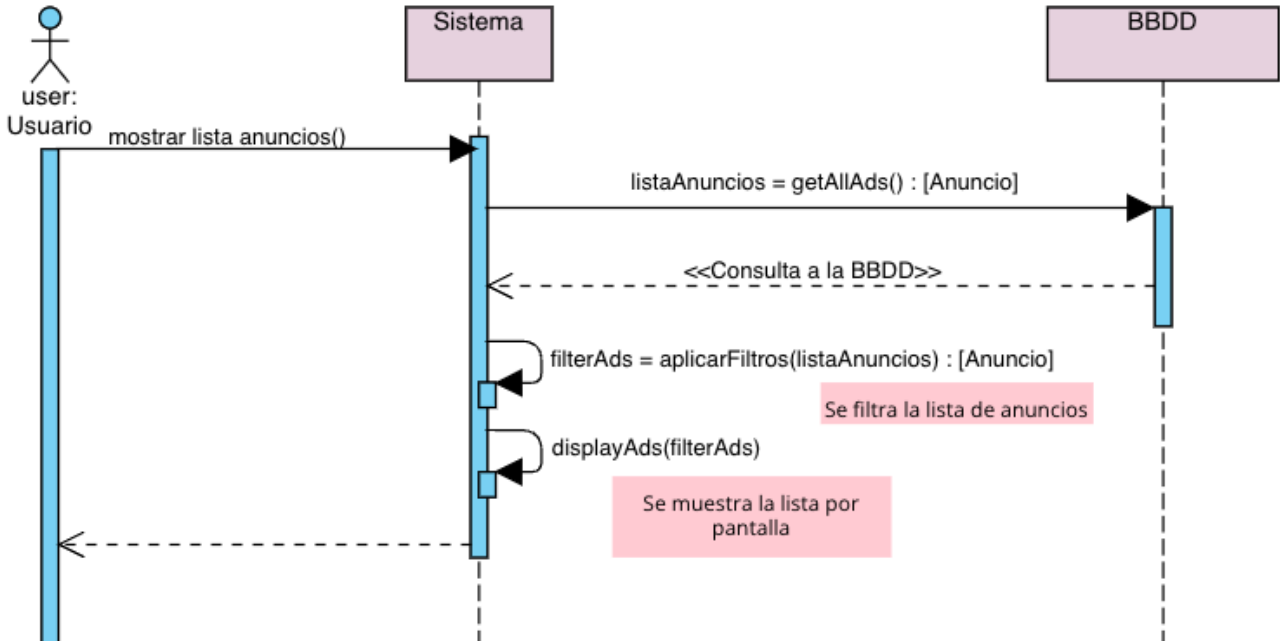 Sistema
BBDD
user:
Usuario
mostrar lista anuncios()
listaAnuncios = getAllAds() : [Anuncio]
<<Consulta a la BBDD>>
filterAds = aplicarFiltros(listaAnuncios) : [Anuncio]
Se filtra la lista de anuncios
displayAds(filterAds)
Se muestra la lista por
pantalla